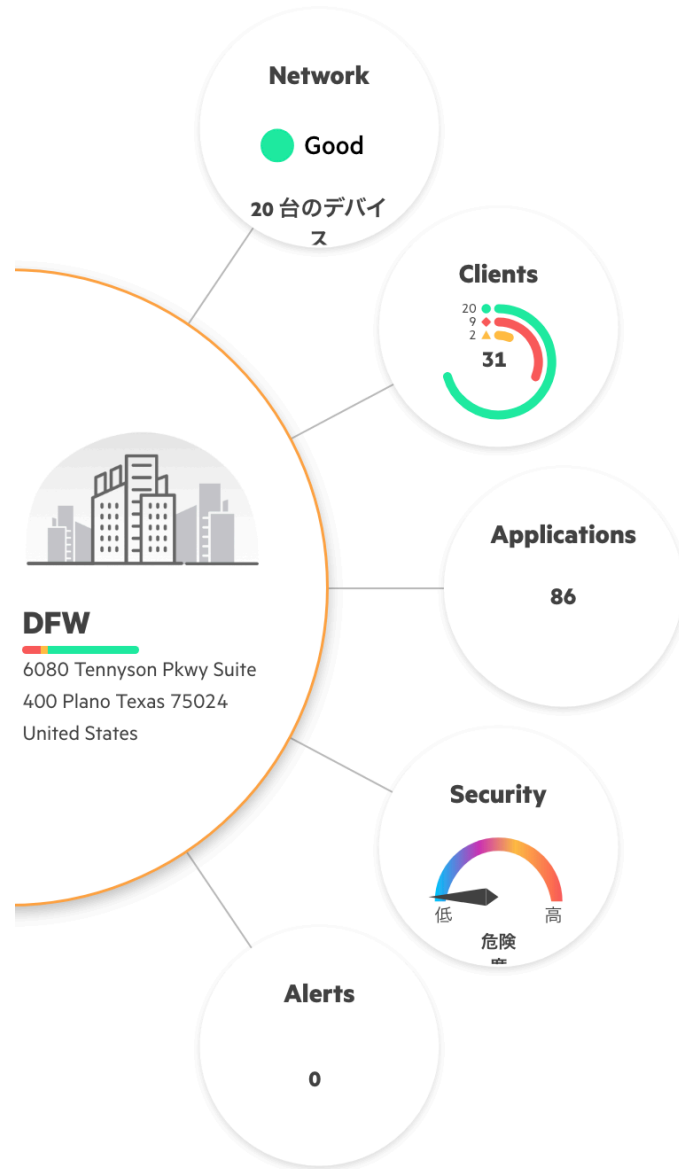 Network
Good
20 台のデバイ
ス
Clients
20
9
2
31
Applications
86
DFW
6080 Tennyson Pkwy Suite
400 Plano Texas 75024
United States
Security
低 高
危険
度
Alerts
0